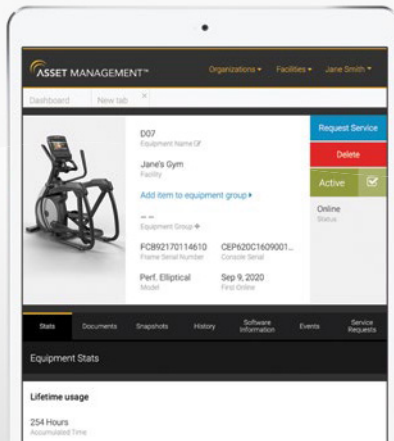 ASSET MANAGEMENT™
Organizations Facilities Jane Smith
Dashboard New tab ×
D07
Equipment Name
Jane's Gym
Facility
Add item to equipment group
-- --
Equipment Group
FC892170114610 CEP620C1609001...
Frame Serial Number Console Serial
Perf. Elliptical Sep 9, 2020
Model First Online
Request Service
Delete
Active
Online
Status
Stats Documents Snapshots History Software Information Events Service Requests
Equipment Stats
Lifetime usage
254 Hours
Accumulated Time